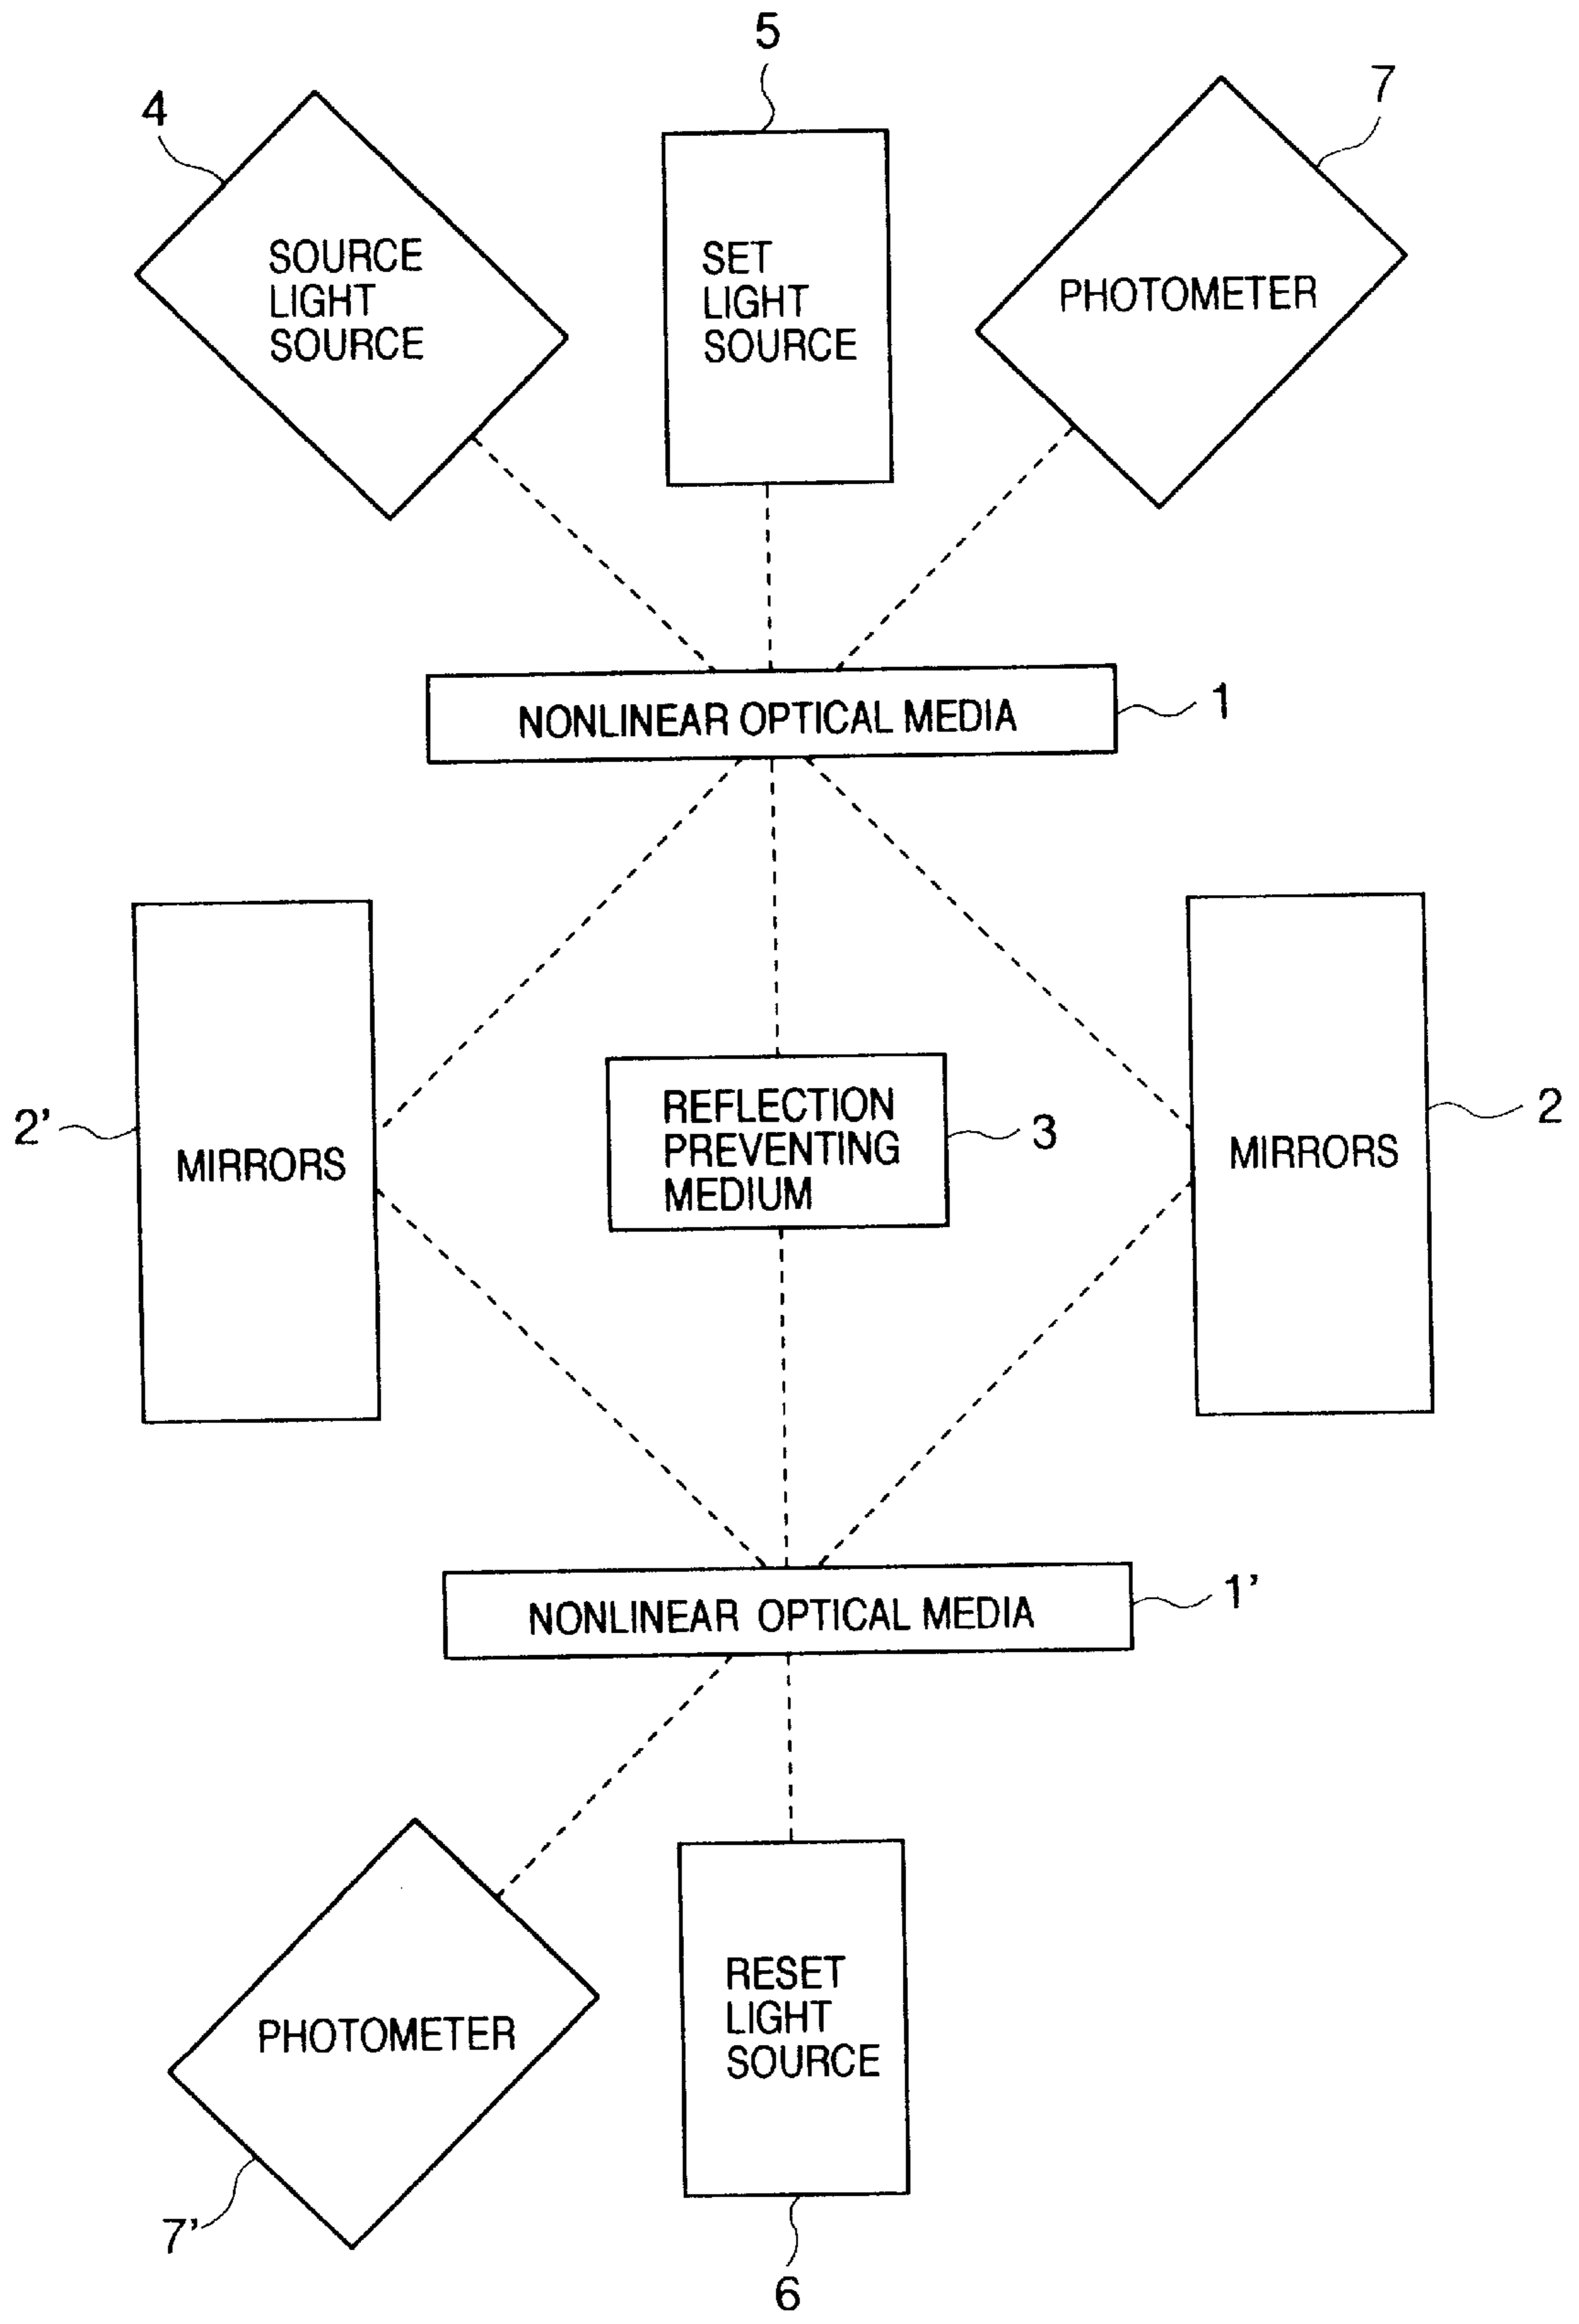 5
4
7
SOURCE
LIGHT
SOURCE
SET
LIGHT
SOURCE
PHOTOMETER
NONLINEAR OPTICAL MEDIA
1
2'
MIRRORS
REFLECTION
PREVENTING
MEDIUM
3
MIRRORS
2
NONLINEAR OPTICAL MEDIA
1'
PHOTOMETER
7'
RESET
LIGHT
SOURCE
6